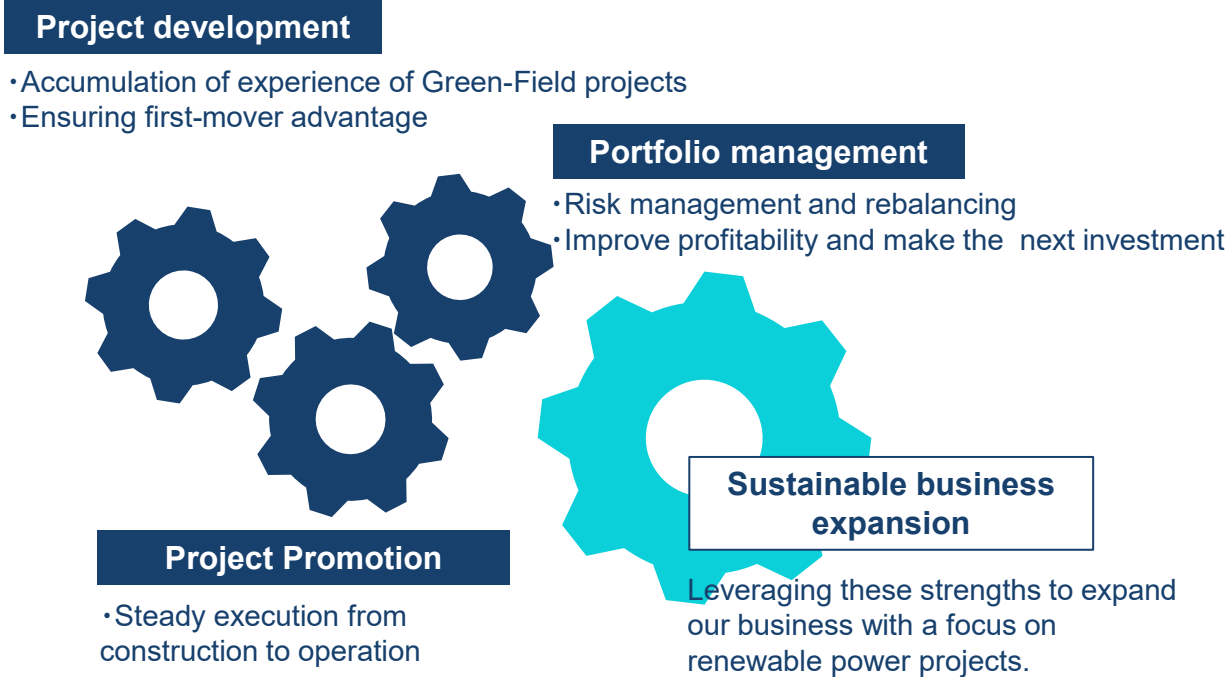 Project development
・Accumulation of experience of Green-Field projects
・Ensuring first-mover advantage
Portfolio management
・Risk management and rebalancing
・Improve profitability and make the next investment
Project Promotion
・Steady execution from
construction to operation
Sustainable business
expansion
Leveraging these strengths to expand
our business with a focus on
renewable power projects.